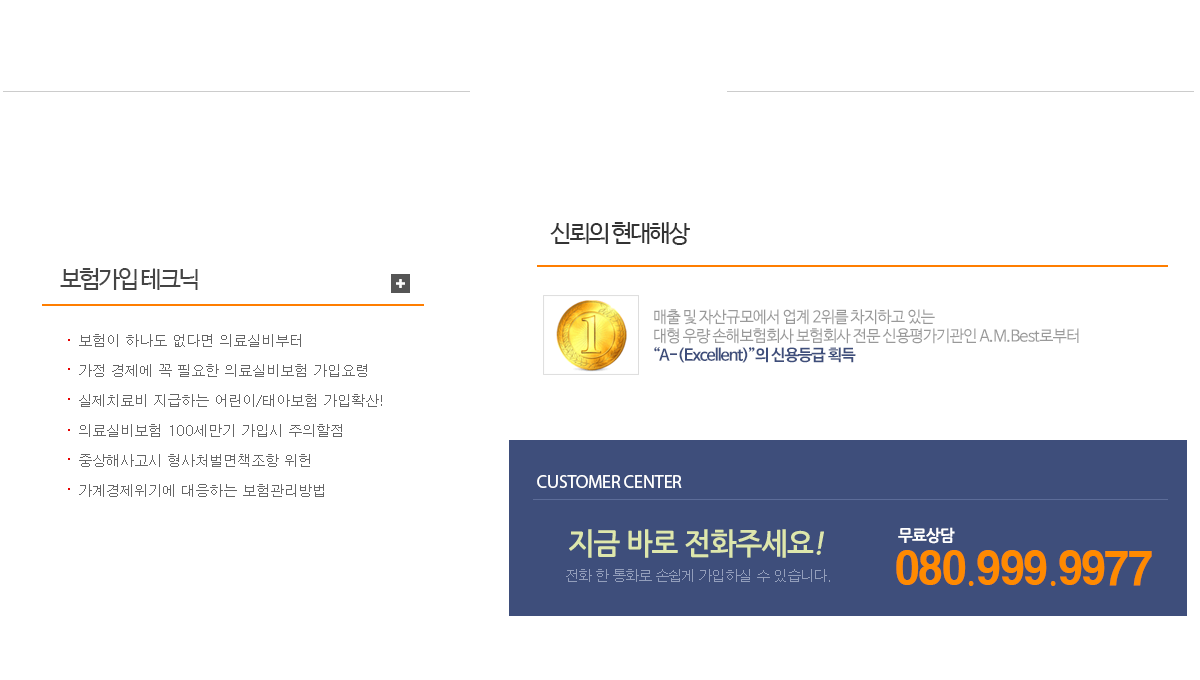 보험가입 테크닉
보험이 하나도 없다면 의료실비부터
가정 경제에 꼭 필요한 의료실비보험 가입요령
실제치료비 지급하는 어린이/태아보험 가입확산!
의료실비보험 100세만기 가입시 주의할점
중상해사고시 형사처벌면책조항 위헌
가계경제위기에 대응하는 보험관리방법
신뢰의 현대해상
1
매출 및 자산규모에서 업계 2위를 차지하고 있는
대형 우량 손해보험회사 보험회사 전문 신용평가기관인 A.M.Best로부터
“A-(Excellent)”의 신용등급 획득
CUSTOMER CENTER
지금 바로 전화주세요!
전화 한 통화로 손쉽게 가입하실 수 있습니다.
무료상담
080.999.9977